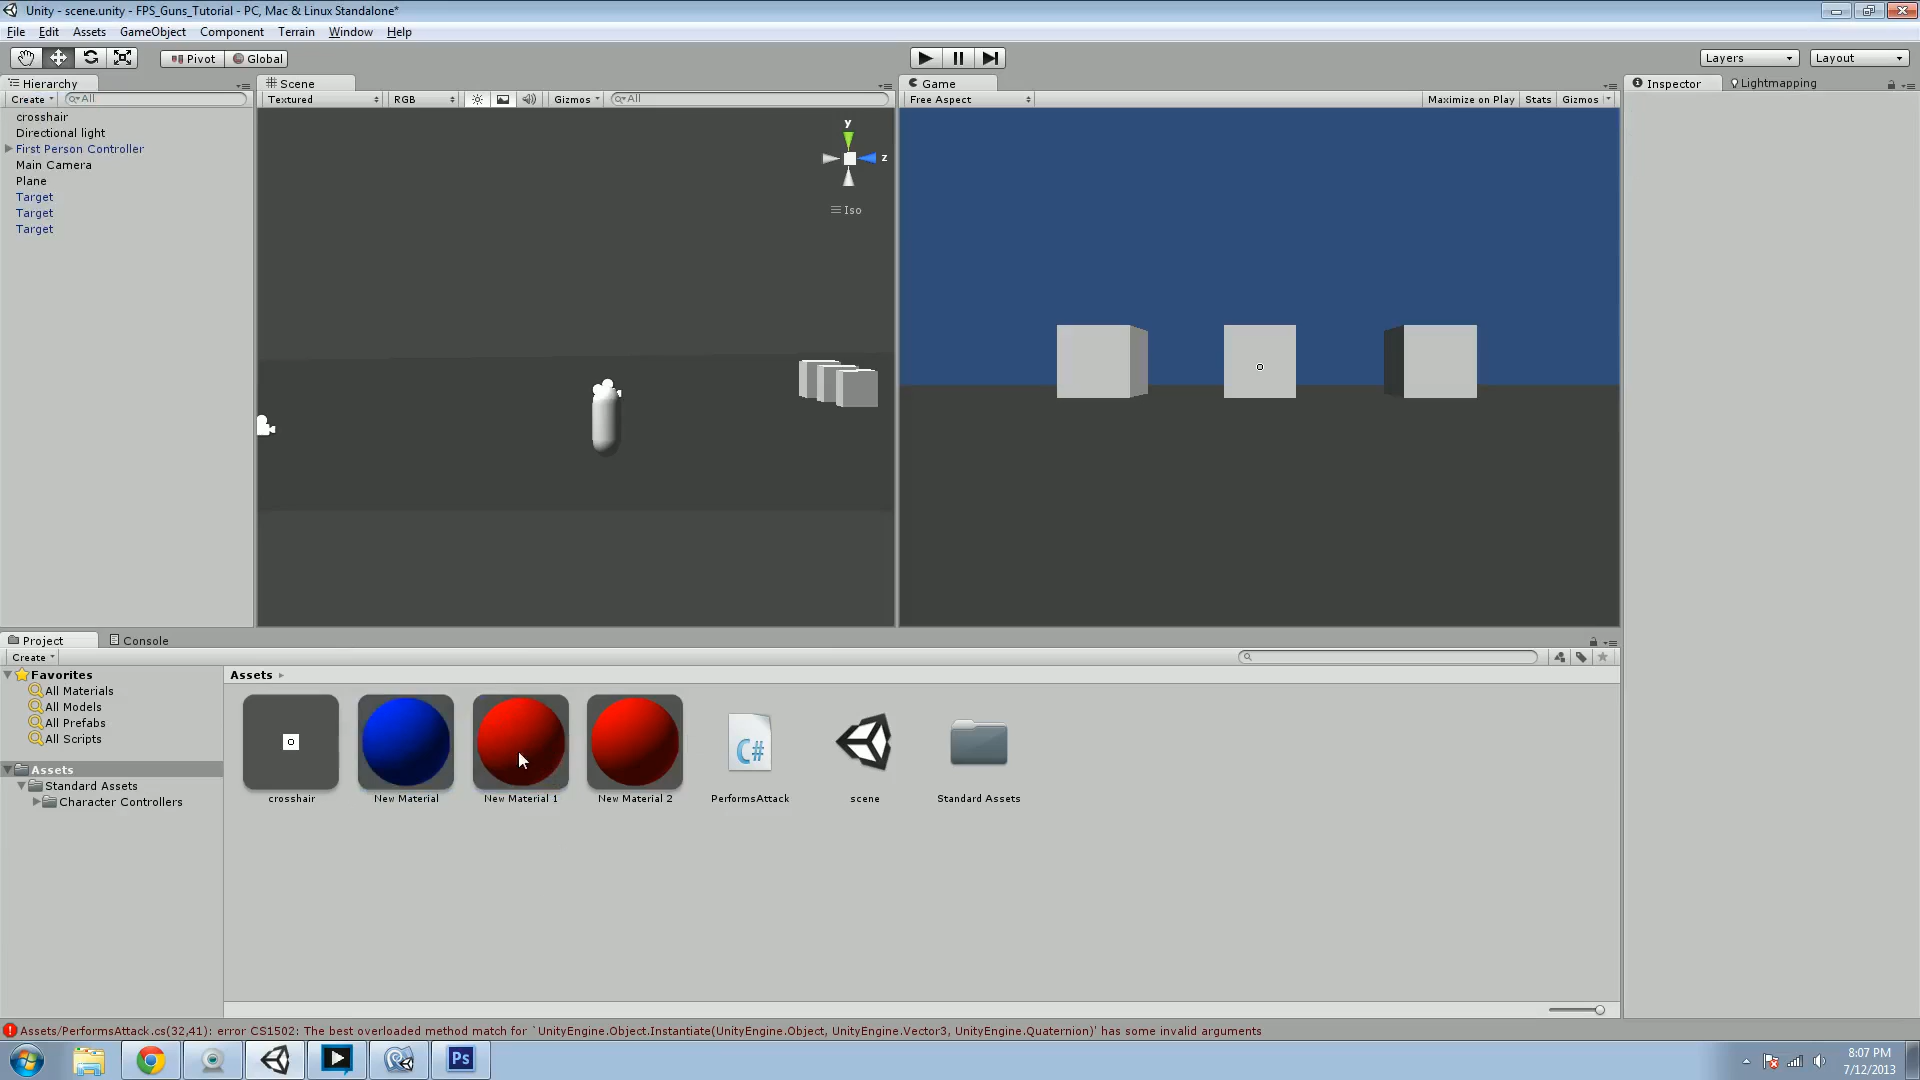 Unity - scene.unity - FPS_Guns_Tutorial - PC, Mac & Linux Standalone*
File Edit Assets GameObject Component Terrain Window Help
Pivot Global Layers Layout
Hierarchy Scene Game Inspector Lightmapping
Create All Textured RGB Gizmos All Free Aspect Maximize on Play Stats Gizmos
crosshair
Directional light
First Person Controller
Main Camera
Plane
Target
Target
Target
y
z
Iso
Project Console
Create
Favorites
All Materials
All Models
All Prefabs
All Scripts
Assets
Standard Assets
Character Controllers
Assets
C#
crosshair New Material New Material 1 New Material 2 PerformsAttack scene Standard Assets
Assets/PerformsAttack.cs(32,41): error CS1502: The best overloaded method match for `UnityEngine.Object.Instantiate(UnityEngine.Object, UnityEngine.Vector3, UnityEngine.Quaternion)' has some invalid arguments
Ps
8:07 PM
7/12/2013